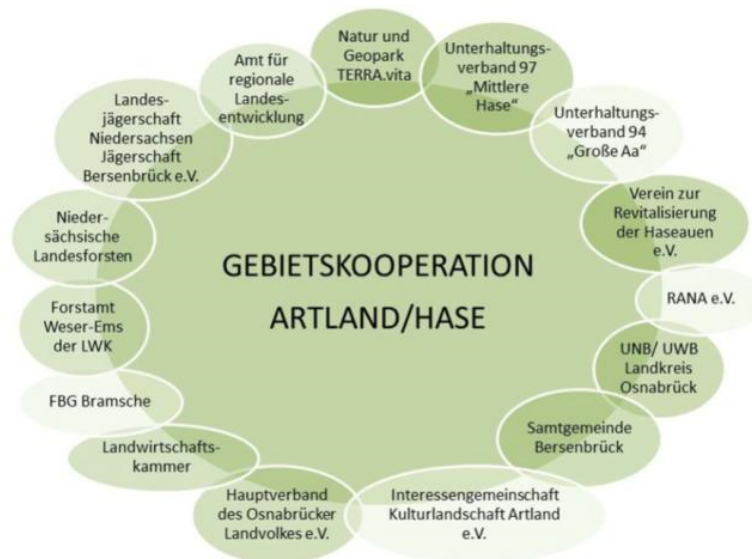 Natur und
Geopark
TERRA.vita
Unterhaltungs-
verband 97
„Mittlere
Hase“
Unterhaltungs-
verband 94
„Große Aa“
Verein zur
Revitalisierung
der Haseauen
e.V.
RANA e.V.
UNB/ UWB
Landkreis
Osnabrück
Samtgemeinde
Bersenbrück
Interessengemeinschaft
Kulturlandschaft Artland
e.V.
Hauptverband
des Osnabrücker
Landvolkes e.V.
Landwirtschafts-
kammer
FBG Bramsche
Forstamt
Weser-Ems
der LWK
Nieder-
sächsische
Landesforsten
Landes-
jägerschaft
Niedersachsen
Jägerschaft
Bersenbrück e.V.
Amt für
regionale
Landes-
entwicklung
GEBIETSKOOPERATION
ARTLAND/HASE